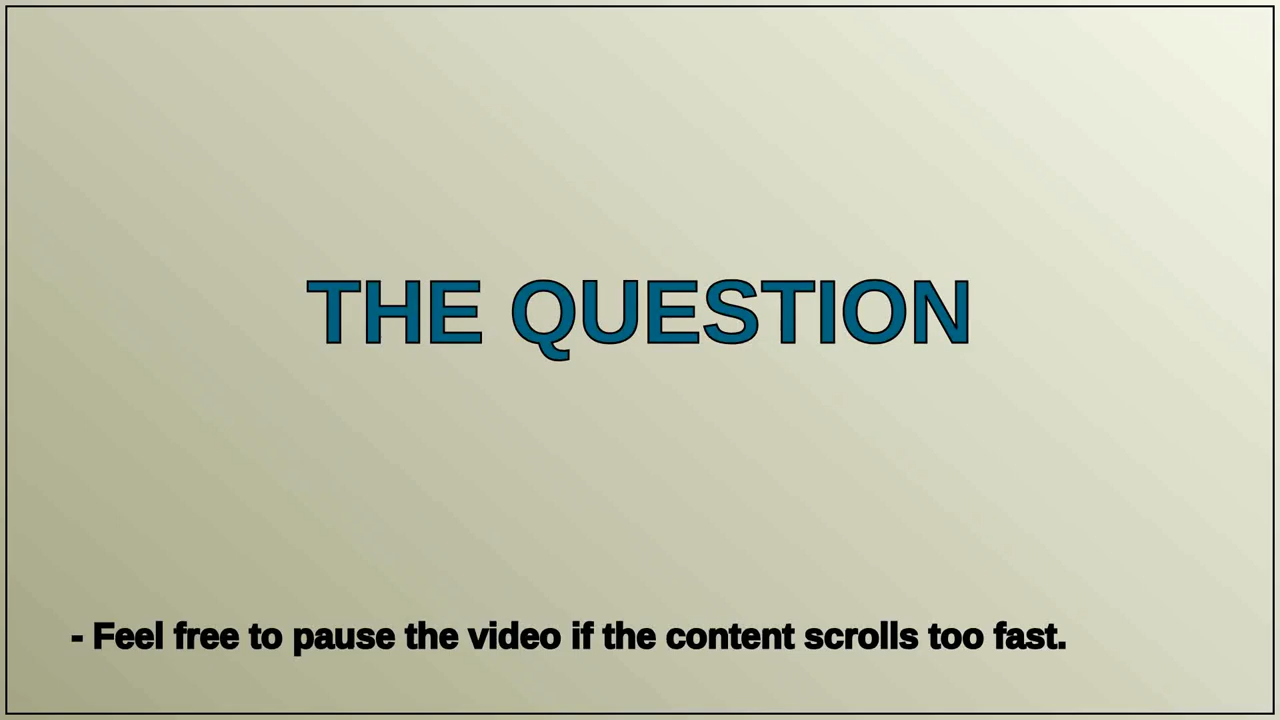 THE QUESTION
- Feel free to pause the video if the content scrolls too fast.